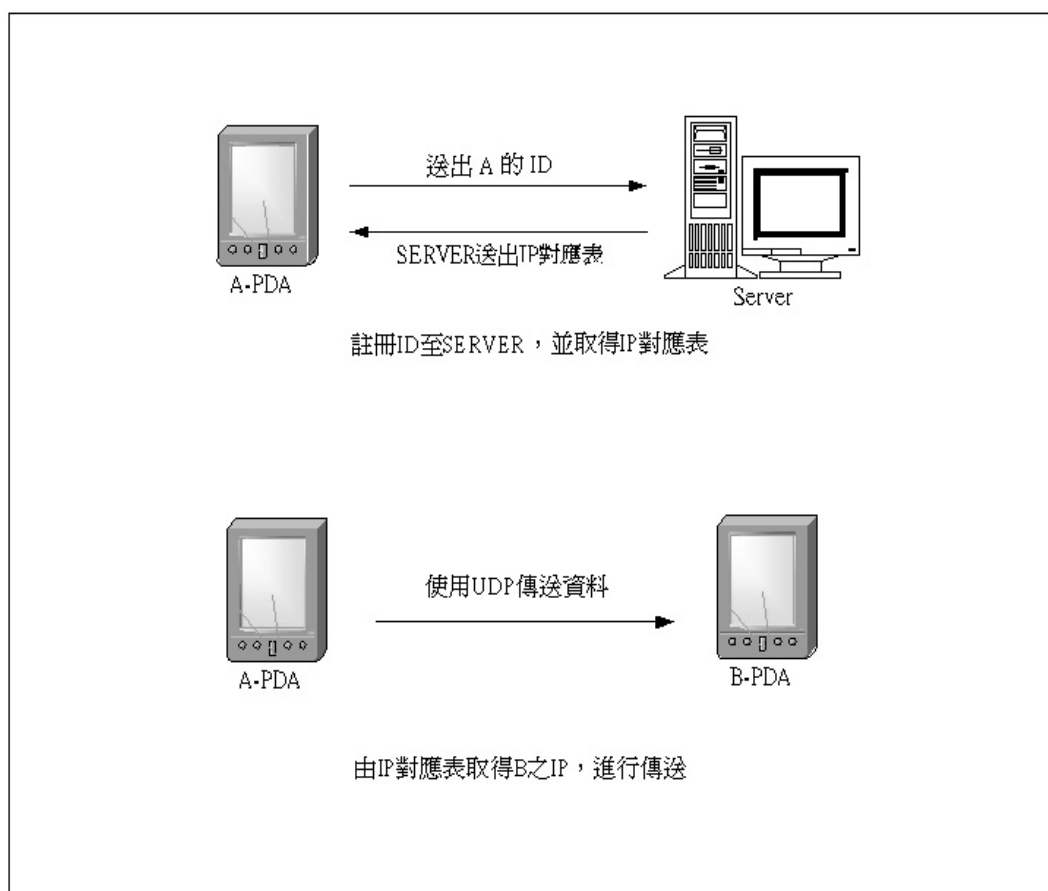 送出 A 的 ID
SERVER送出IP對應表
A-PDA
Server
註冊ID至SERVER，並取得IP對應表
使用UDP傳送資料
A-PDA
B-PDA
由IP對應表取得B之IP，進行傳送